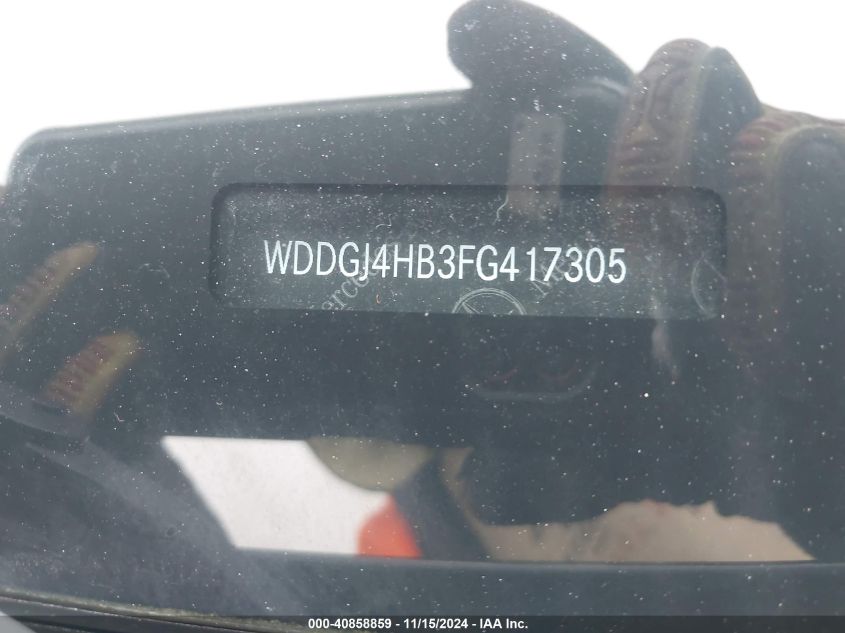 WDDGJ4HB3FG417305
000-40858859 / 11/15/2024 - IAA Inc.